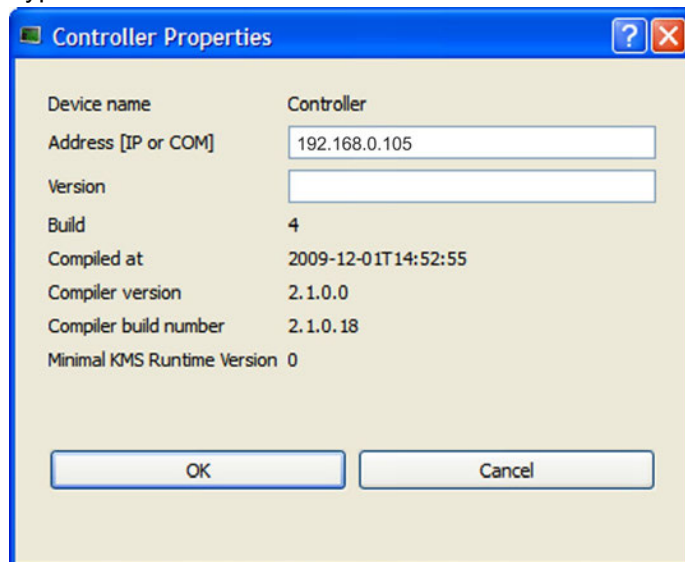 Controller Properties
Device name Controller
Address [IP or COM] 192.168.0.105
Version
Build 4
Compiled at 2009-12-01T14:52:55
Compiler version 2.1.0.0
Compiler build number 2.1.0.18
Minimal KMS Runtime Version 0
OK Cancel